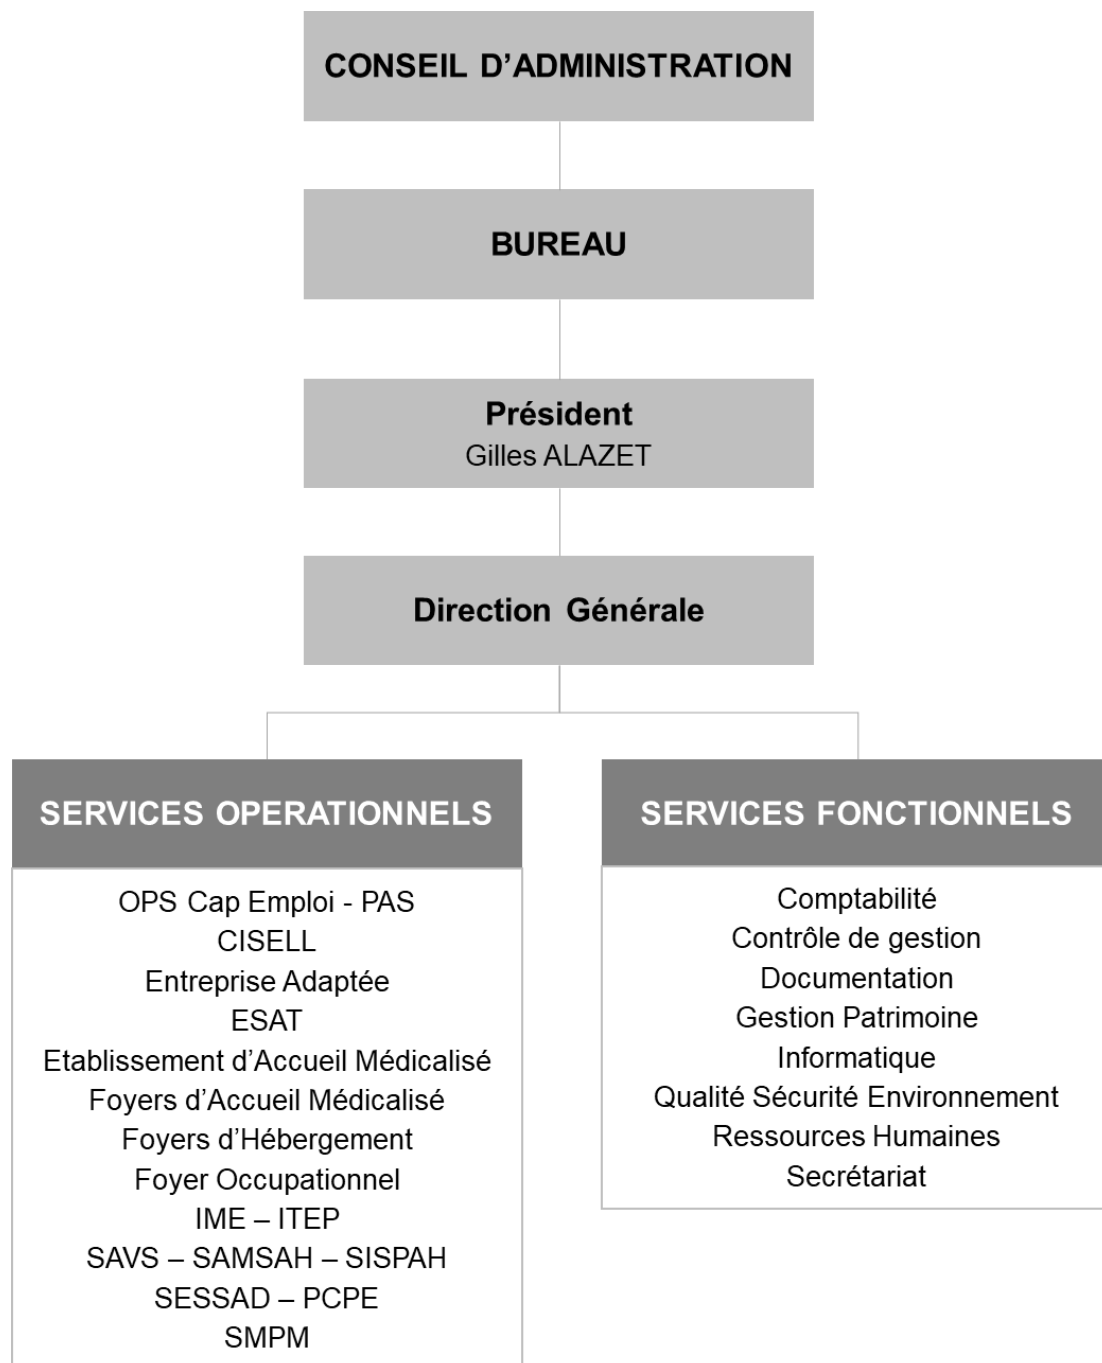 CONSEIL D’ADMINISTRATION
BUREAU
Président
Gilles ALAZET
Direction Générale
SERVICES OPERATIONNELS
OPS Cap Emploi - PAS
CISELL
Entreprise Adaptée
ESAT
Etablissement d’Accueil Médicalisé
Foyers d’Accueil Médicalisé
Foyers d’Hébergement
Foyer Occupationnel
IME – ITEP
SAVS – SAMSAH – SISPAH
SESSAD – PCPE
SMPM
SERVICES FONCTIONNELS
Comptabilité
Contrôle de gestion
Documentation
Gestion Patrimoine
Informatique
Qualité Sécurité Environnement
Ressources Humaines
Secrétariat